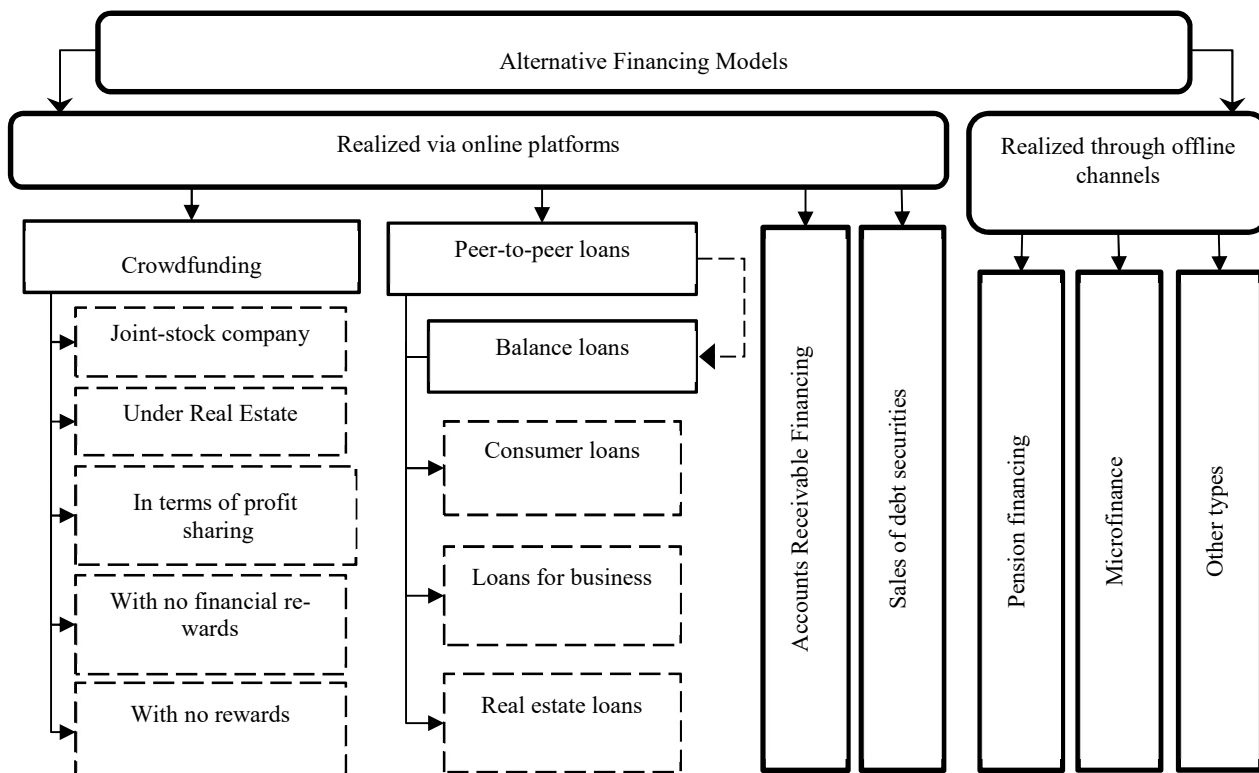 Alternative Financing Models
Realized via online platforms
Realized through offline
channels
Crowdfunding
Joint-stock company
Under Real Estate
In terms of profit
sharing
With no financial re-
wards
With no rewards
Peer-to-peer loans
Balance loans
Consumer loans
Loans for business
Real estate loans
Accounts Receivable Financing
Sales of debt securities
Pension financing
Microfinance
Other types